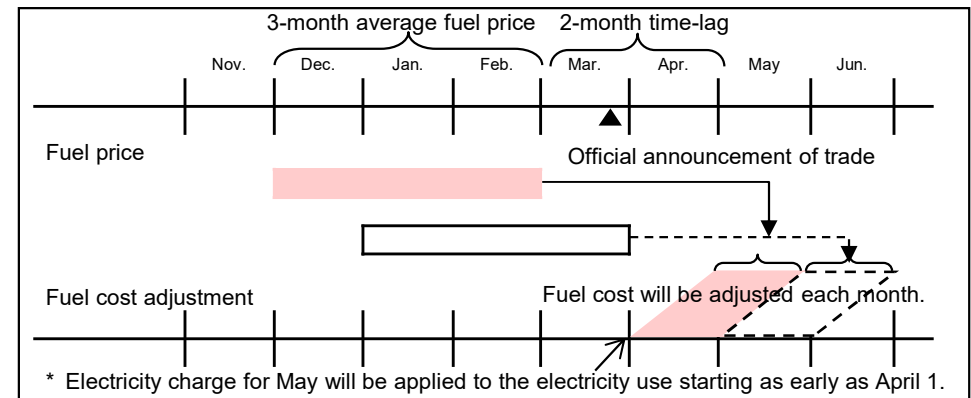 3-month average fuel price 2-month time-lag
Nov. Dec. Jan. Feb. Mar. Apr. May Jun.
Fuel price
Official announcement of trade
Fuel cost adjustment
Fuel cost will be adjusted each month.
* Electricity charge for May will be applied to the electricity use starting as early as April 1.